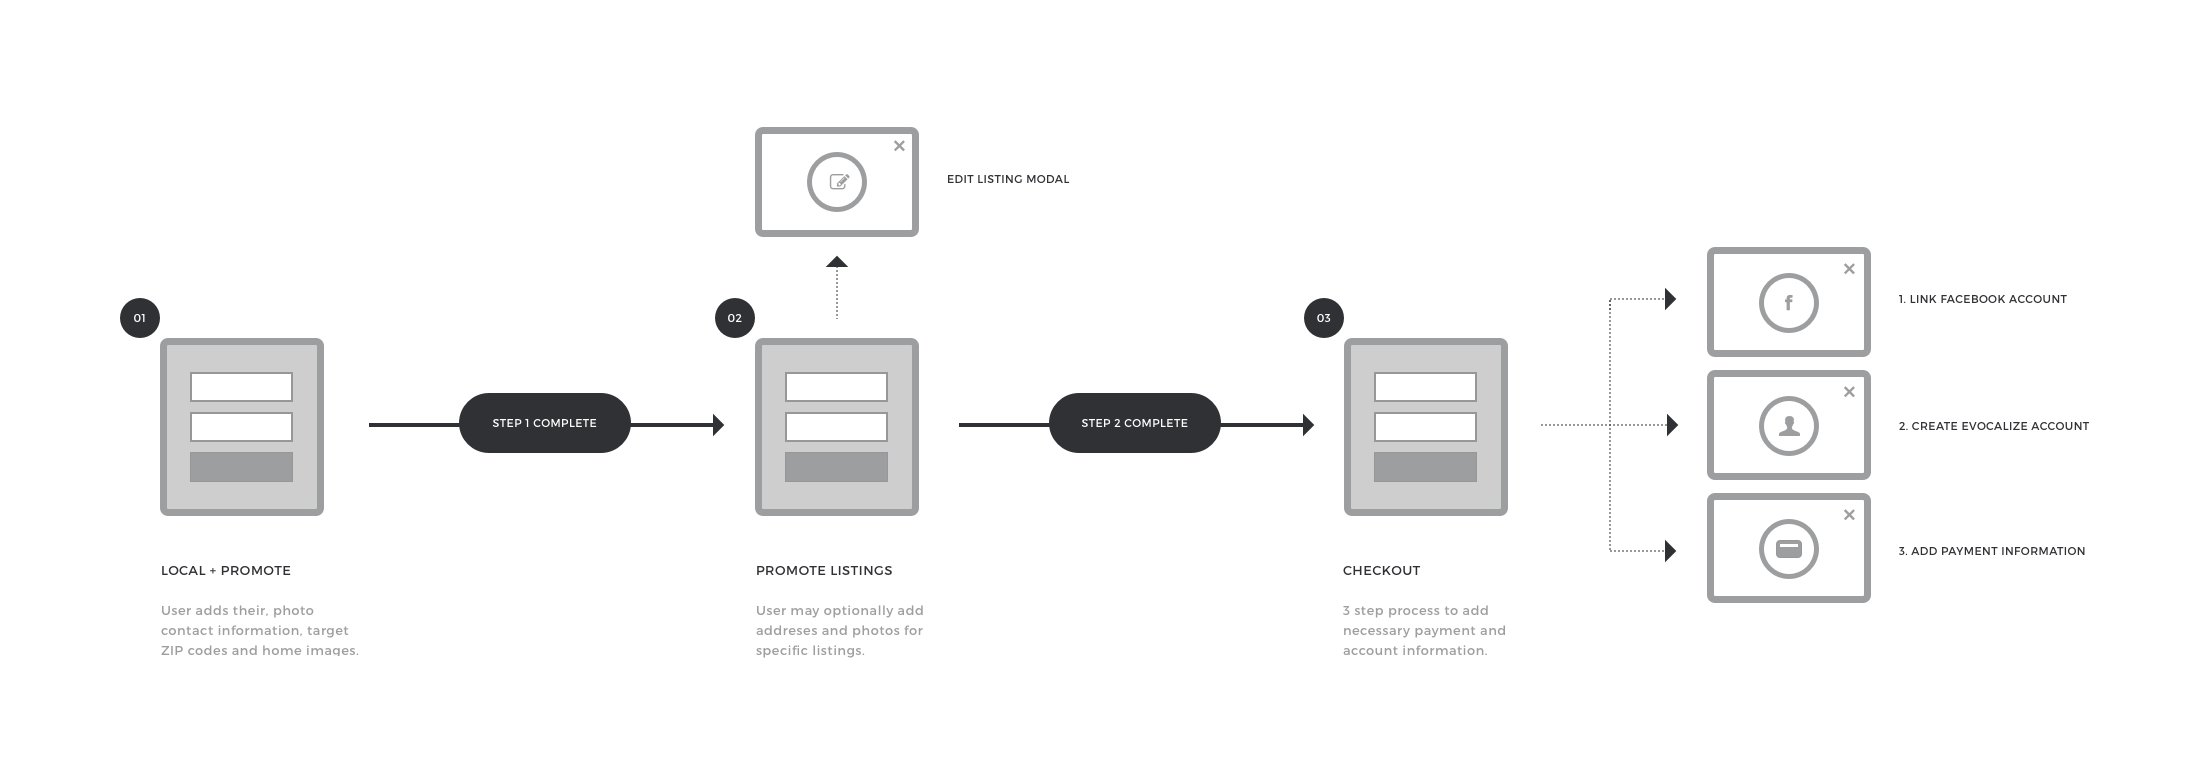 EDIT LISTING MODAL
01
02
03
STEP 1 COMPLETE
STEP 2 COMPLETE
1. LINK FACEBOOK ACCOUNT
2. CREATE EVOCALIZE ACCOUNT
3. ADD PAYMENT INFORMATION
LOCAL + PROMOTE
User adds their, photo
contact information, target
ZIP codes and home images.
PROMOTE LISTINGS
User may optionally add
addreses and photos for
specific listings.
CHECKOUT
3 step process to add
necessary payment and
account information.